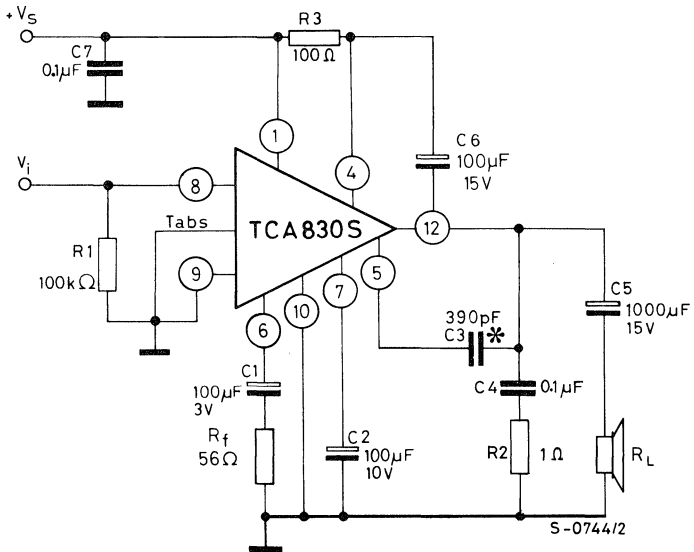 +VS
R3
100Ω
C7
0.1µF
1
4
C6
100µF
15V
Vi
8
Tabs
TCA830S
12
R1
100kΩ
9
5
7
10
6
390pF
C3 *
C5
1000µF
15V
C1
100µF
3V
C4
0.1µF
Rf
56Ω
C2
100µF
10V
R2
1Ω
RL
S-0744/2